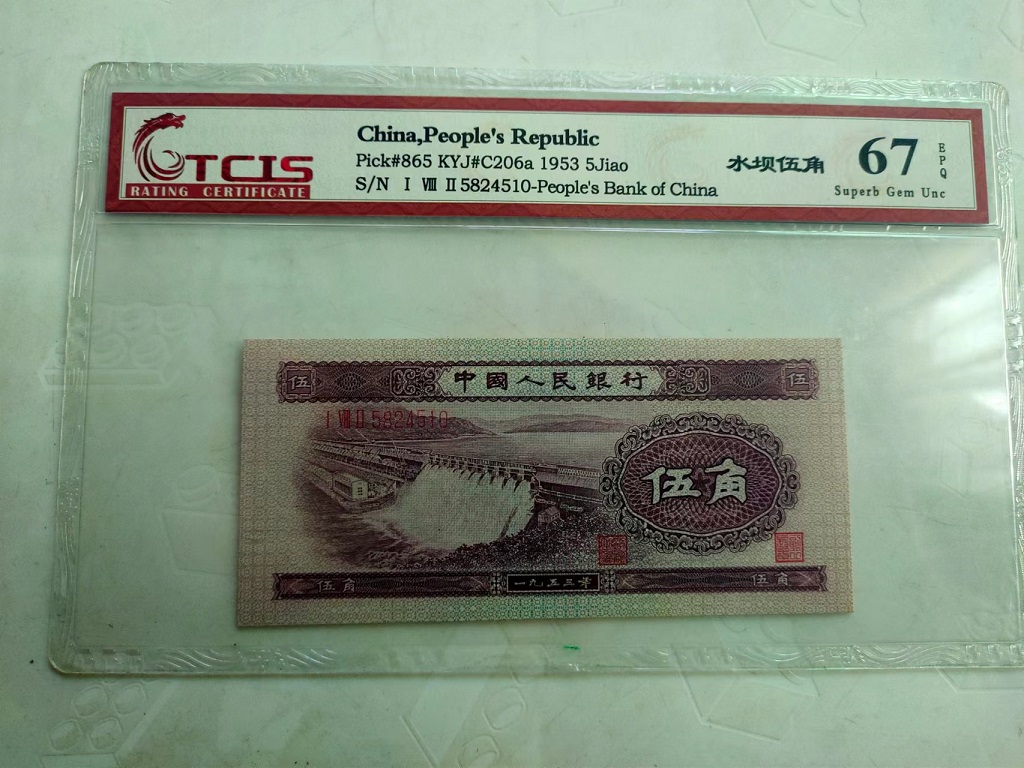 TCIS
RATING CERTIFICATE
China,People's Republic
Pick#865 KYJ#C206a 1953 5Jiao
S/N I Ⅷ Ⅱ 5824510-People's Bank of China
水坝伍角
67
EPQ
Superb Gem Unc
伍 中國人民銀行 伍
I Ⅷ Ⅱ 5824510
伍角
伍角 一九五三年 伍角